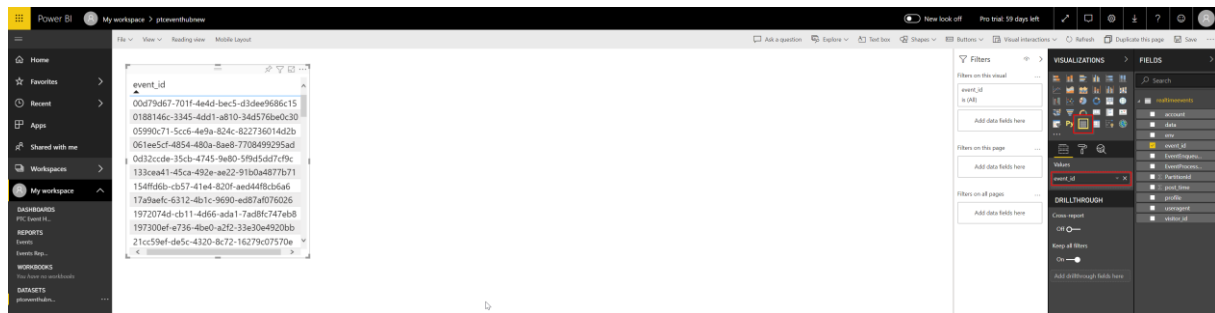 Power BI
My workspace > ptceventhubnew
New look off
Pro trial: 59 days left
File
View
Reading view
Mobile Layout
Ask a question
Explore
Text box
Shapes
Buttons
Visual interactions
Refresh
Duplicate this page
Save
Home
Favorites
Recent
Apps
Shared with me
Workspaces
My workspace
DASHBOARDS
PTC Event H...
REPORTS
Events
Events Rep...
WORKBOOKS
You have no workbooks
DATASETS
ptceventhubn...
event_id
00d79d67-701f-4e4d-bec5-d3dee9686c15
0188146c-3345-4dd1-a810-34d576be0c30
05990c71-5cc6-4e9a-824c-822736014d2b
061ee5cf-4854-480a-8ae8-7708499295ad
0d32ccde-35cb-4745-9e80-5f9d5dd7cf9c
133cea41-45ca-492e-ae22-91b0a4877b71
154ffd6b-cb57-41e4-820f-aed44f8cb6a6
17a9aefc-6312-4b1c-9690-ed87af076026
1972074d-cb11-4d66-ada1-7ad8fc747eb8
197300ef-e736-4be0-a2f2-33e30e4920bb
21cc59ef-de5c-4320-8c72-16279c07570e
Filters
Filters on this visual
event_id
is (All)
Add data fields here
Filters on this page
Add data fields here
Filters on all pages
Add data fields here
VISUALIZATIONS
Values
event_id
DRILLTHROUGH
Cross-report
Off
Keep all filters
On
Add drillthrough fields here
FIELDS
Search
realtimeevents
account
data
env
event_id
EventEnqueu...
EventProcess...
PartitionId
post_time
profile
useragent
visitor_id